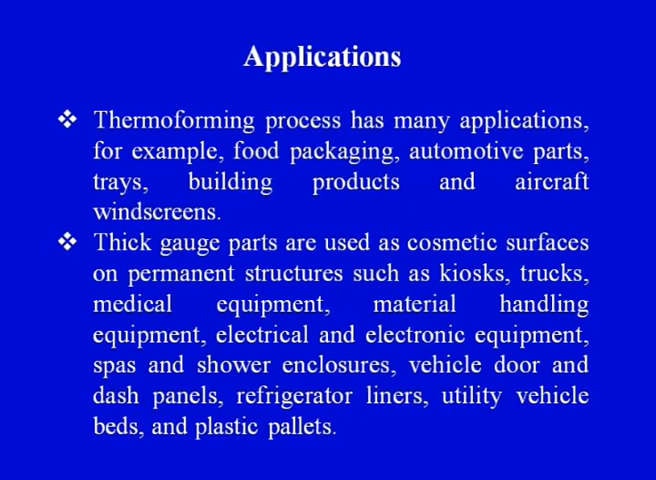 Applications
❖ Thermoforming process has many applications,
for example, food packaging, automotive parts,
trays, building products and aircraft
windscreens.
❖ Thick gauge parts are used as cosmetic surfaces
on permanent structures such as kiosks, trucks,
medical equipment, material handling
equipment, electrical and electronic equipment,
spas and shower enclosures, vehicle door and
dash panels, refrigerator liners, utility vehicle
beds, and plastic pallets.